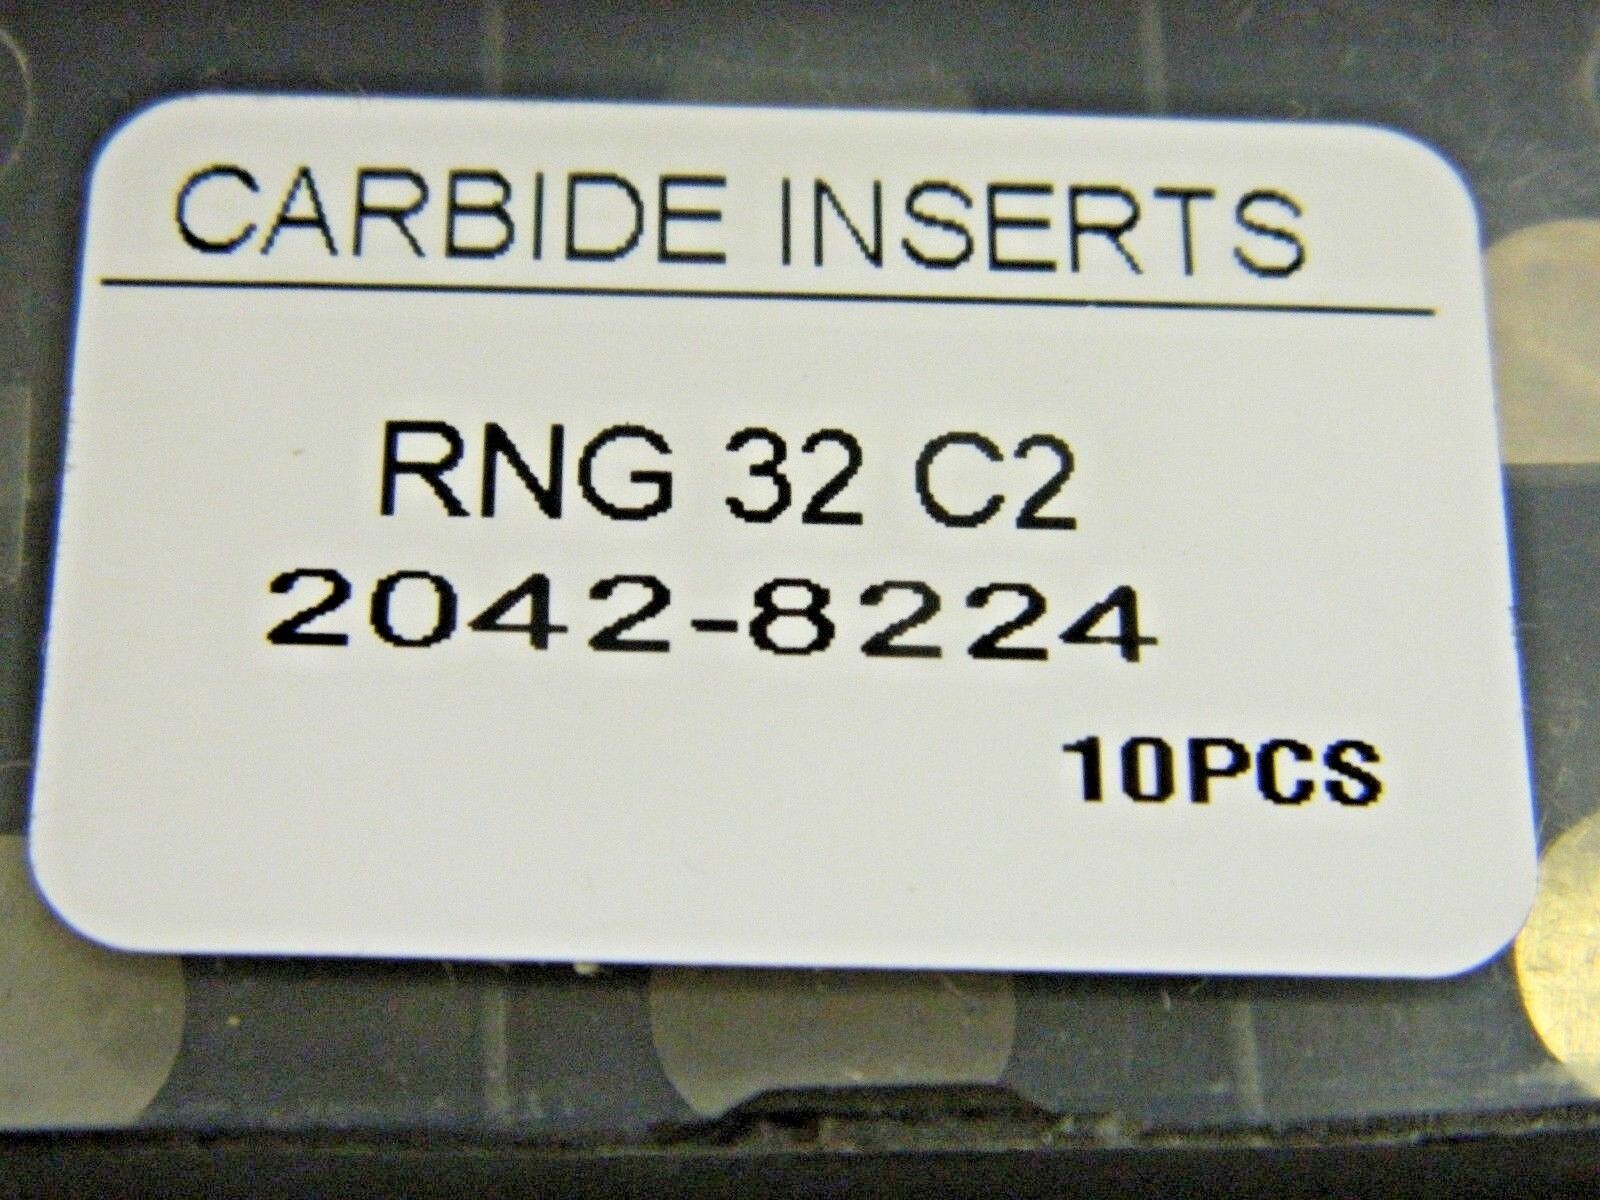 CARBIDE INSERTS
RNG 32 C2
2042-8224
10PCS